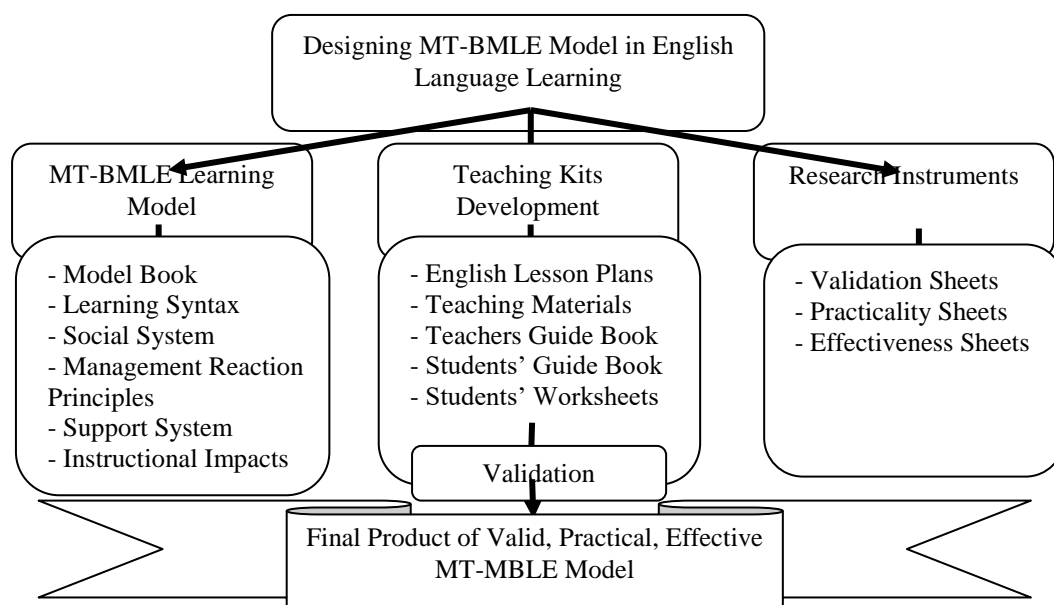 Designing MT-BMLE Model in English
Language Learning
MT-BMLE Learning
Model
Teaching Kits
Development
Research Instruments
- Model Book
- Learning Syntax
- Social System
- Management Reaction
Principles
- Support System
- Instructional Impacts
- English Lesson Plans
- Teaching Materials
- Teachers Guide Book
- Students’ Guide Book
- Students’ Worksheets
- Validation Sheets
- Practicality Sheets
- Effectiveness Sheets
Validation
Final Product of Valid, Practical, Effective
MT-MBLE Model